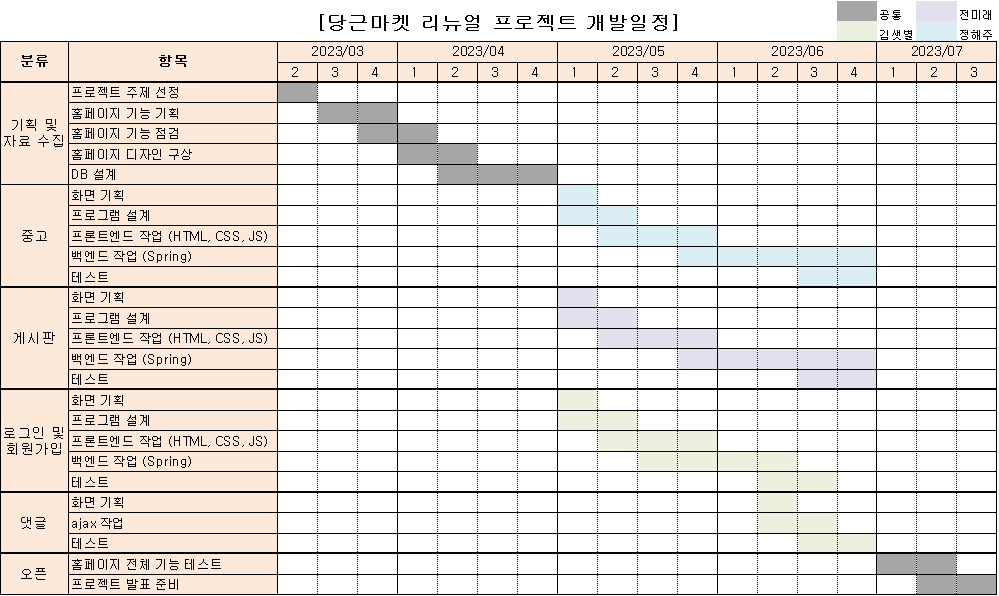 [당근마켓 리뉴얼 프로젝트 개발일정]
공통 전미래
김샛별 정해주
분류 항목 2023/03 2023/04 2023/05 2023/06 2023/07
2 3 4 1 2 3 4 1 2 3 4 1 2 3 4 1 2 3
기획 및
자료 수집
프로젝트 주제 선정
홈페이지 기능 기획
홈페이지 기능 점검
홈페이지 디자인 구상
DB 설계
중고
화면 기획
프로그램 설계
프론트엔드 작업 (HTML, CSS, JS)
백엔드 작업 (Spring)
테스트
게시판
화면 기획
프로그램 설계
프론트엔드 작업 (HTML, CSS, JS)
백엔드 작업 (Spring)
테스트
로그인 및
회원가입
화면 기획
프로그램 설계
프론트엔드 작업 (HTML, CSS, JS)
백엔드 작업 (Spring)
테스트
댓글
화면 기획
ajax 작업
테스트
오픈
홈페이지 전체 기능 테스트
프로젝트 발표 준비